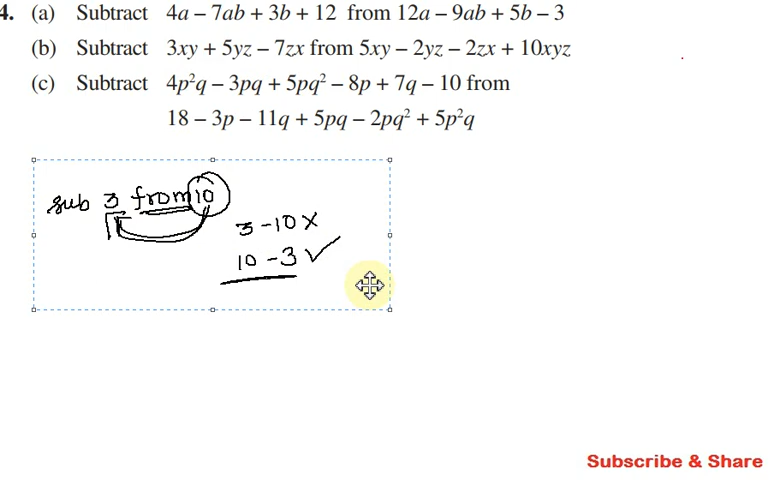 4. (a) Subtract 4a – 7ab + 3b + 12 from 12a – 9ab + 5b – 3
(b) Subtract 3xy + 5yz – 7zx from 5xy – 2yz – 2zx + 10xyz
(c) Subtract 4p²q – 3pq + 5pq² – 8p + 7q – 10 from
18 – 3p – 11q + 5pq – 2pq² + 5p²q
sub 3 from 10
3 - 10 X
10 - 3 ✓
Subscribe & Share